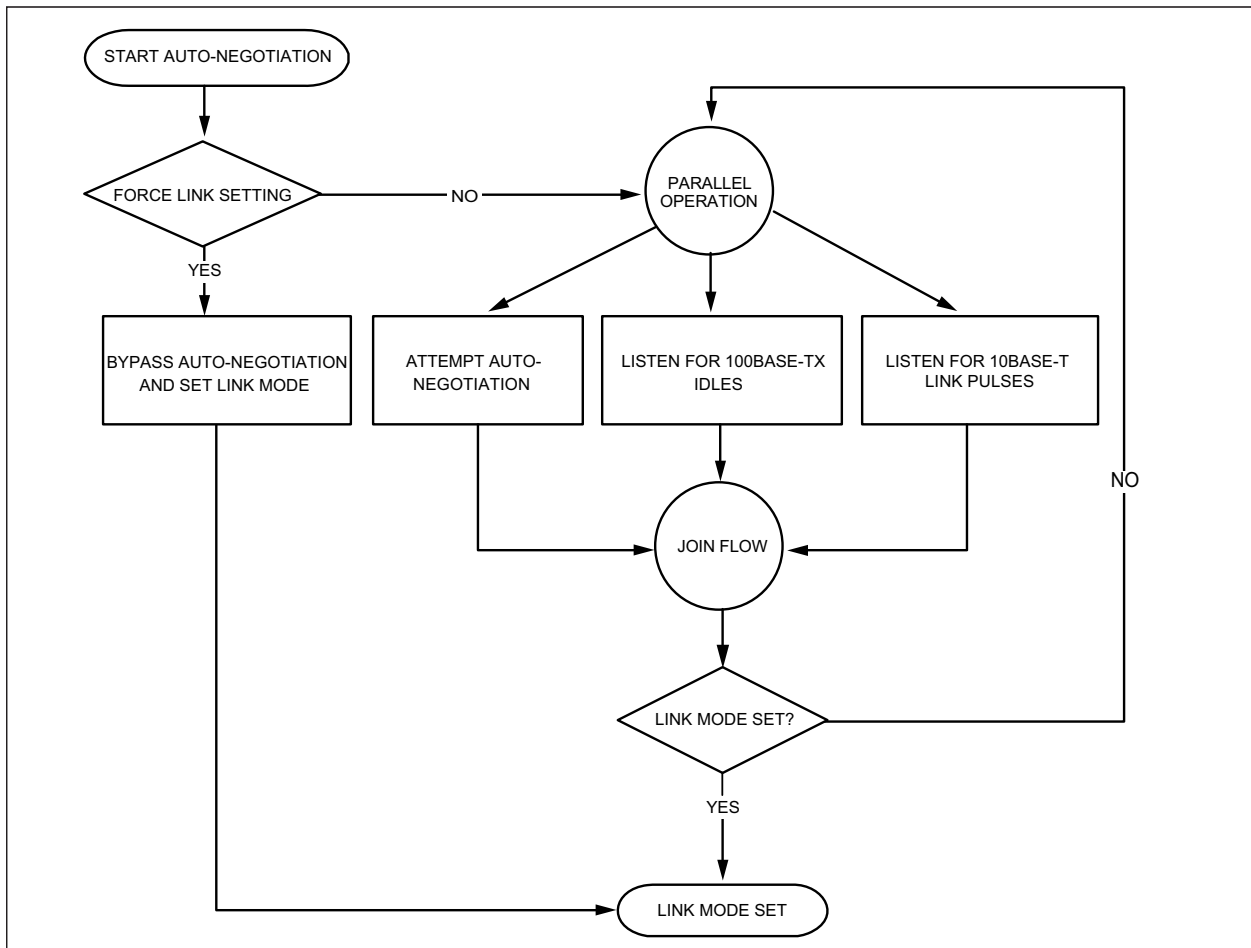 START AUTO-NEGOTIATION
FORCE LINK SETTING
NO
PARALLEL
OPERATION
YES
BYPASS AUTO-NEGOTIATION
AND SET LINK MODE
ATTEMPT AUTO-
NEGOTIATION
LISTEN FOR 100BASE-TX
IDLES
LISTEN FOR 10BASE-T
LINK PULSES
NO
JOIN FLOW
LINK MODE SET?
YES
LINK MODE SET